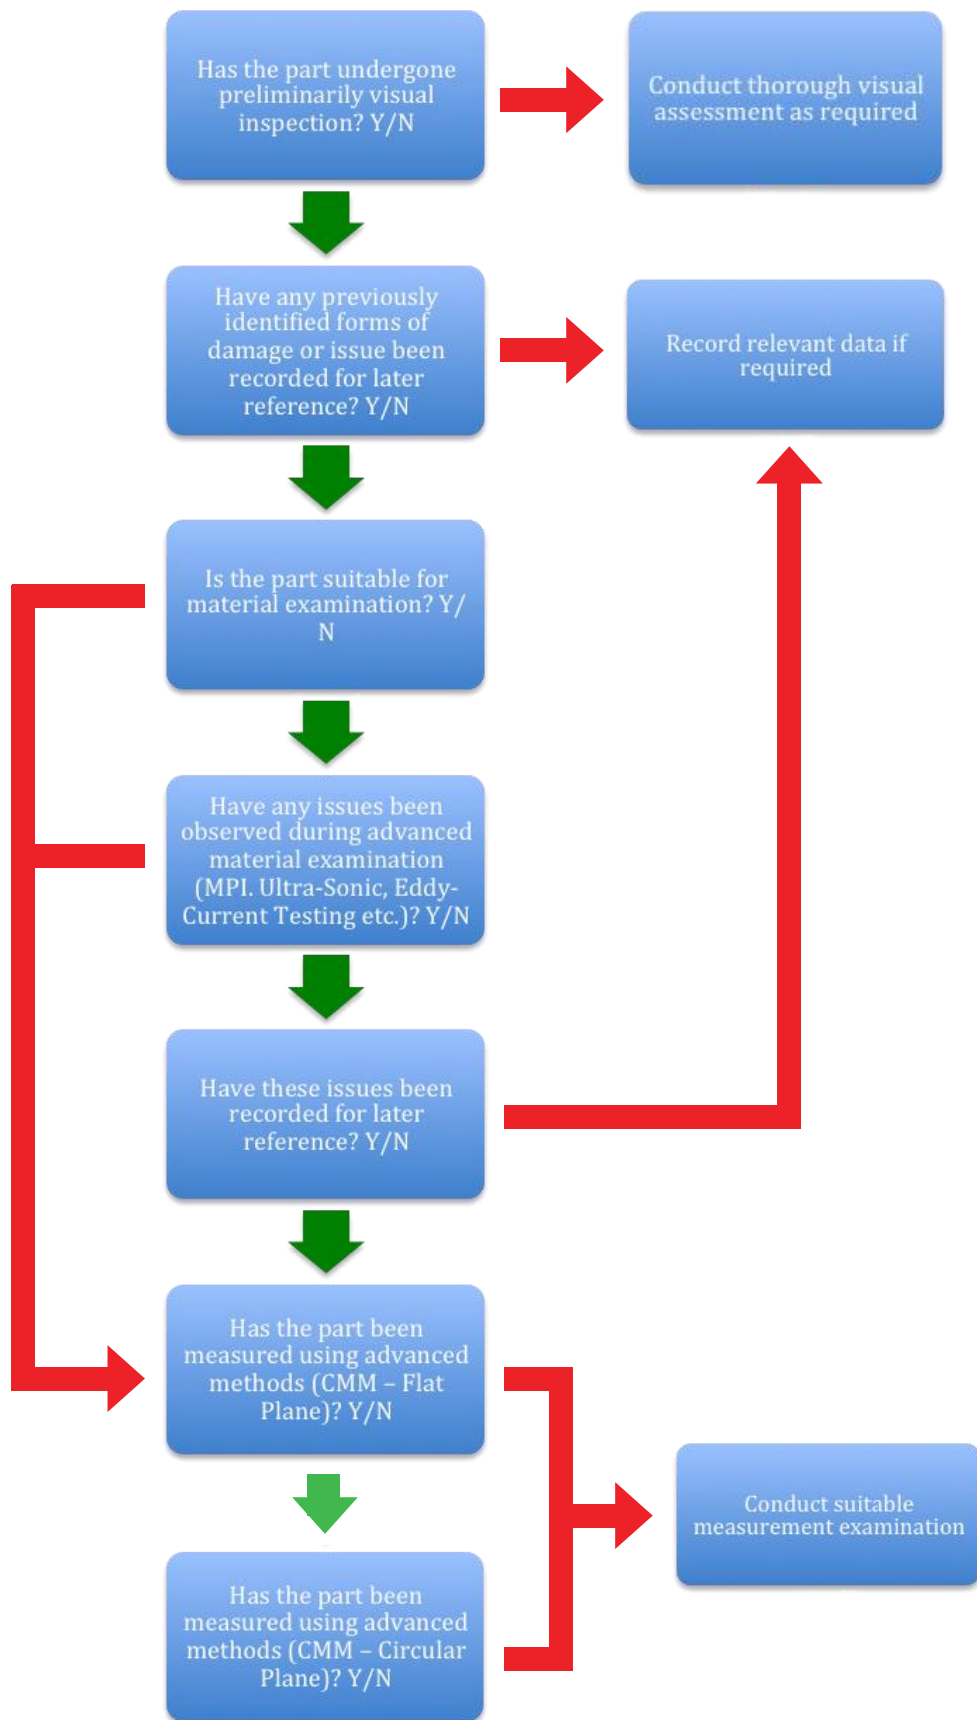 Has the part undergone
preliminarily visual
inspection? Y/N
Conduct thorough visual
assessment as required
Have any previously
identified forms of
damage or issue been
recorded for later
reference? Y/N
Record relevant data if
required
Is the part suitable for
material examination? Y/
N
Have any issues been
observed during advanced
material examination
(MPI. Ultra-Sonic, Eddy-
Current Testing etc.)? Y/N
Have these issues been
recorded for later
reference? Y/N
Has the part been
measured using advanced
methods (CMM – Flat
Plane)? Y/N
Conduct suitable
measurement examination
Has the part been
measured using advanced
methods (CMM – Circular
Plane)? Y/N